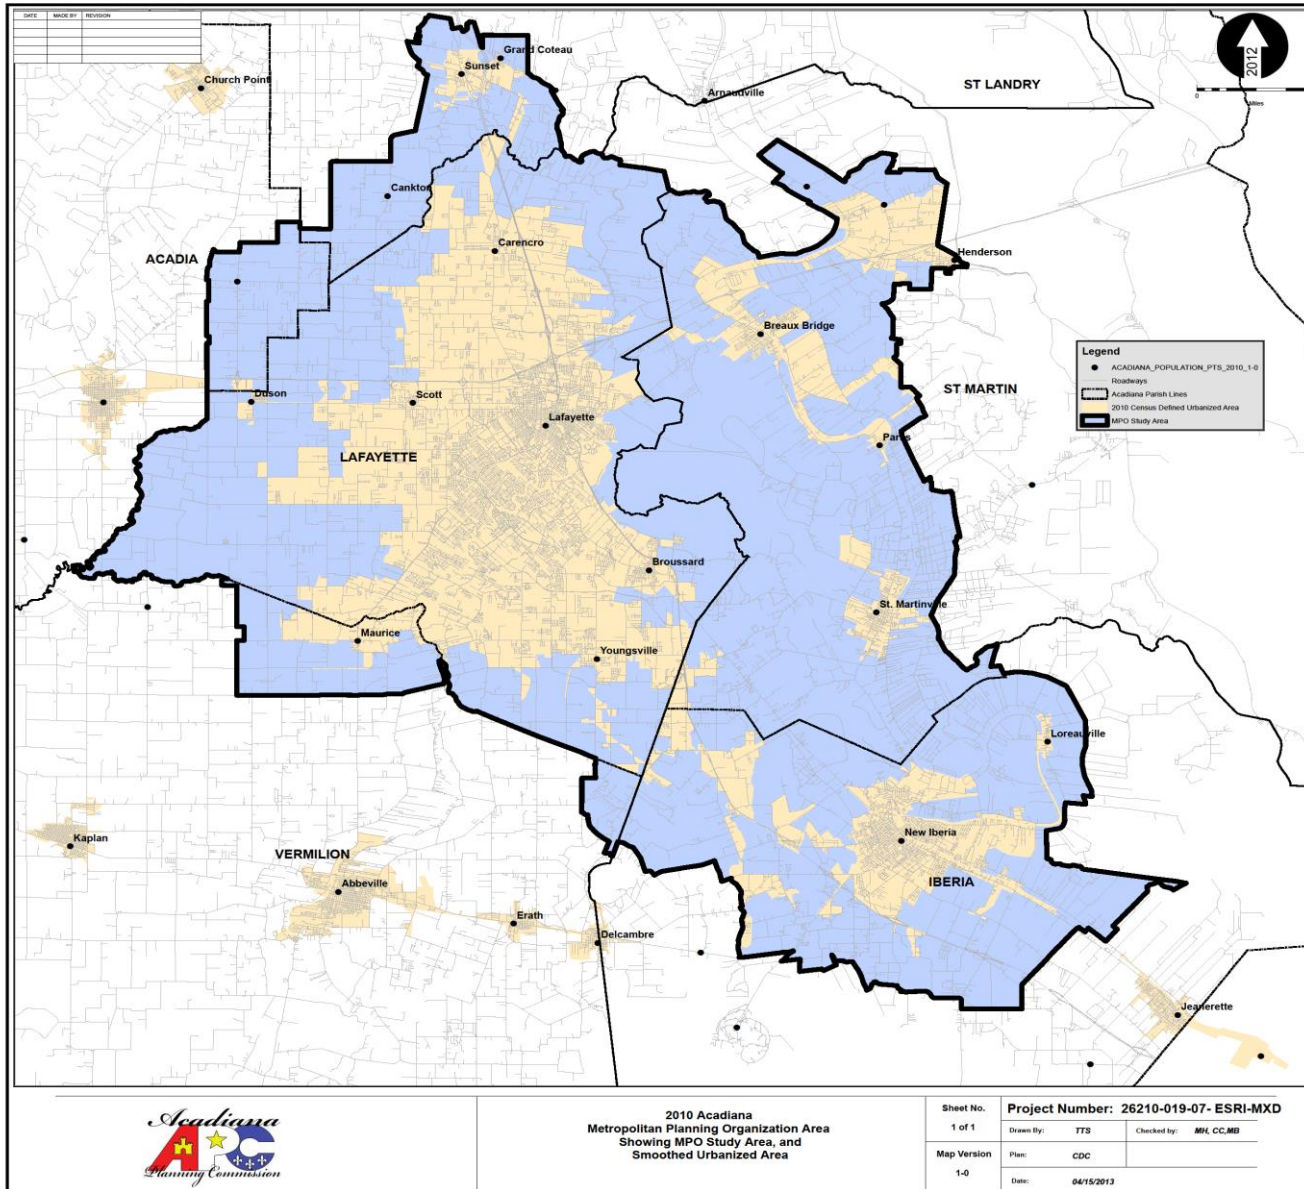 DATE MADE BY REVISION
2012
0
Miles
Grand Coteau
Sunset
Church Point
Arnaudville
ST LANDRY
Cankton
Carencro
ACADIA
Henderson
Breaux Bridge
Legend
ACADIANA_POPULATION_PTS_2010_1-0
Roadways
Acadiana Parish Lines
2010 Census Defined Urbanized Area
MPO Study Area
ST MARTIN
Duson
Scott
Lafayette
LAFAYETTE
Parks
Broussard
St. Martinville
Maurice
Youngsville
Loreauville
Kaplan
New Iberia
VERMILION
Abbeville
IBERIA
Erath
Delcambre
Jeanerette
Acadiana
APC
Planning Commission
2010 Acadiana
Metropolitan Planning Organization Area
Showing MPO Study Area, and
Smoothed Urbanized Area
Sheet No.
1 of 1
Map Version
1-0
Project Number: 26210-019-07- ESRI-MXD
Drawn By: TTS Checked by: MH, CC,MB
Plan: CDC
Date: 04/15/2013